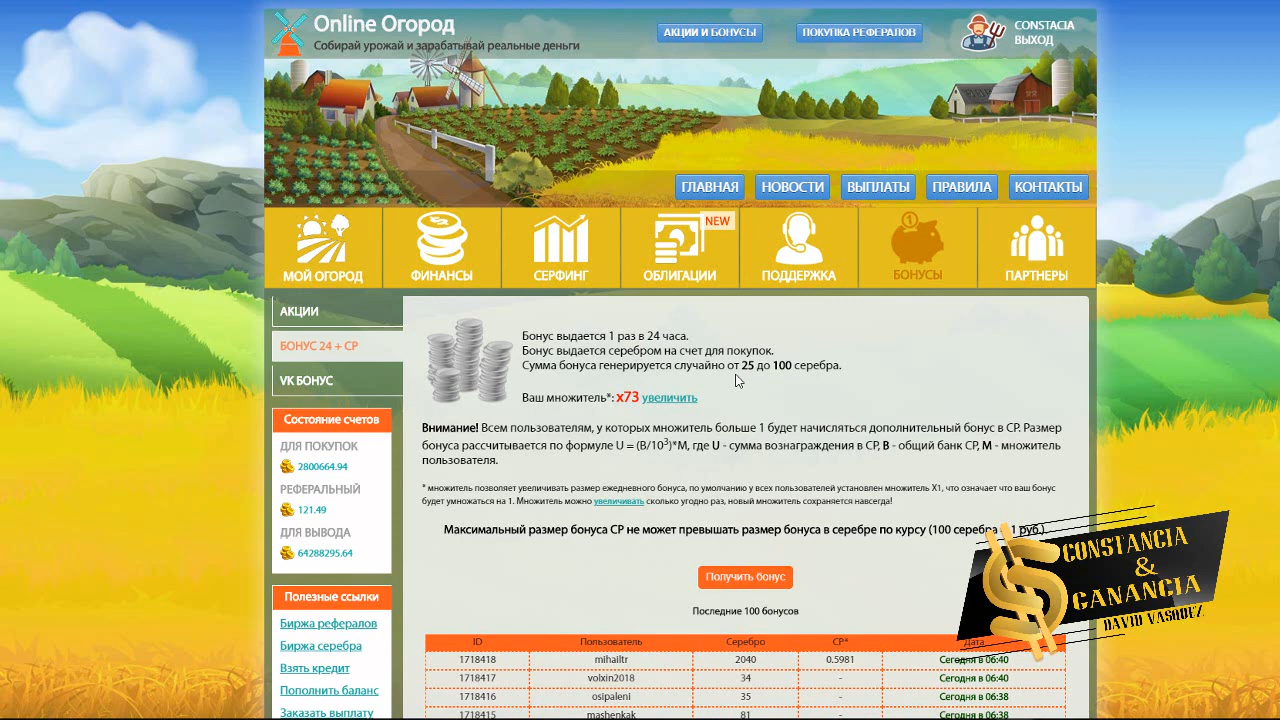 Online Огород
Собирай урожай и зарабатывай реальные деньги
АКЦИИ И БОНУСЫ
ПОКУПКА РЕФЕРАЛОВ
CONSTACIA
ВЫХОД
ГЛАВНАЯ
НОВОСТИ
ВЫПЛАТЫ
ПРАВИЛА
КОНТАКТЫ
МОЙ ОГОРОД
ФИНАНСЫ
СЕРФИНГ
NEW
ОБЛИГАЦИИ
ПОДДЕРЖКА
БОНУСЫ
ПАРТНЕРЫ
АКЦИИ
БОНУС 24 + СР
VK БОНУС
Состояние счетов
ДЛЯ ПОКУПОК
2800664.94
РЕФЕРАЛЬНЫЙ
121.49
ДЛЯ ВЫВОДА
64288295.64
Полезные ссылки
Биржа рефералов
Биржа серебра
Взять кредит
Пополнить баланс
Заказать выплату
Бонус выдается 1 раз в 24 часа.
Бонус выдается серебром на счет для покупок.
Сумма бонуса генерируется случайно от 25 до 100 серебра.
Ваш множитель*: x73 увеличить
Внимание! Всем пользователям, у которых множитель больше 1 будет начисляться дополнительный бонус в СР. Размер
бонуса рассчитывается по формуле U = (B/10³)*M, где U - сумма вознаграждения в СР, B - общий банк СР, M - множитель
пользователя.
* множитель позволяет увеличивать размер ежедневного бонуса, по умолчанию у всех пользователей установлен множитель X1, что означает что ваш бонус
будет умножаться на 1. Множитель можно увеличивать сколько угодно раз, новый множитель сохраняется навсегда!
Максимальный размер бонуса СР не может превышать размер бонуса в серебре по курсу (100 серебра 1 руб.)
Получить бонус
Последние 100 бонусов
ID Пользователь Серебро СР* Дата
1718418 mihailtr 2040 0.5981 Сегодня в 06:40
1718417 volxin2018 34 - Сегодня в 06:40
1718416 osipaleni 35 - Сегодня в 06:38
1718415 mashenkak 81 - Сегодня в 06:38
CONSTANCIA
&
GANANCIA
DAVID VASQUEZ